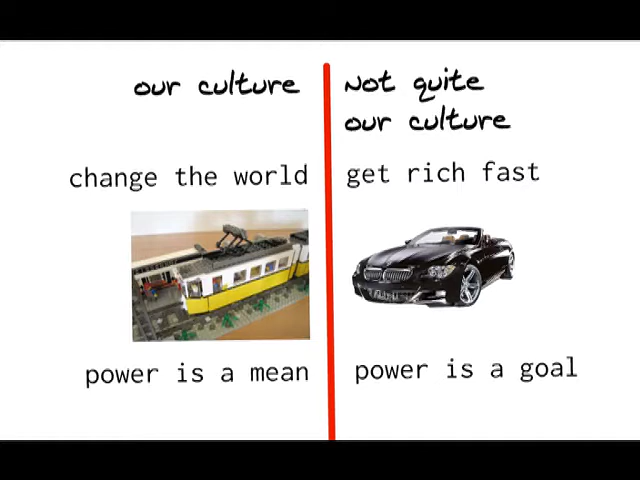 our culture
Not quite
our culture
change the world
get rich fast
power is a mean
power is a goal